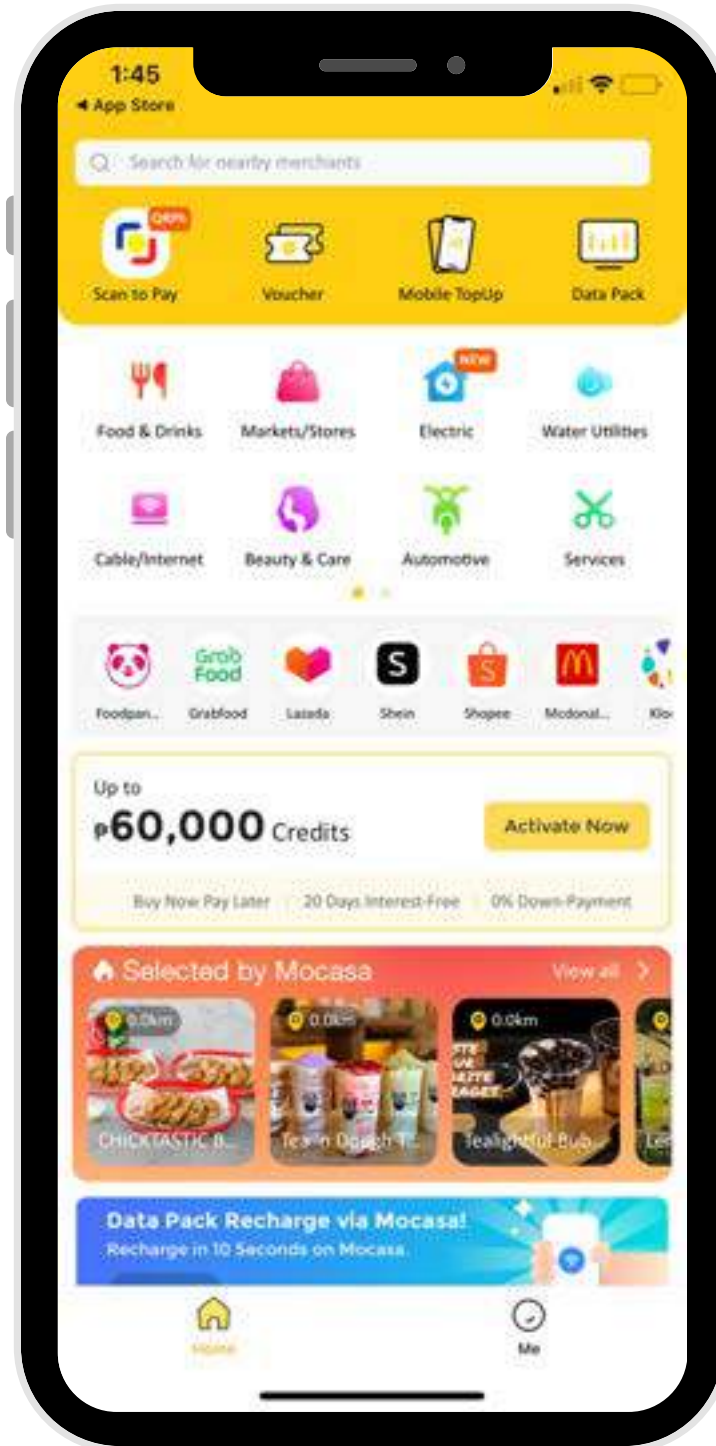 1:45
◀ App Store
Search for nearby merchants
Scan to Pay
Voucher
Mobile TopUp
Data Pack
NEW
Food & Drinks
Markets/Stores
Electric
Water Utilities
Cable/Internet
Beauty & Care
Automotive
Services
Grab
Food
S
S
Foodpan...
Grabfood
Lazada
Shein
Shopee
Mcdonal...
Klo
Up to
₱60,000 Credits
Activate Now
Buy Now Pay Later
20 Days Interest-Free
0% Down-Payment
Selected by Mocasa
View all >
0.0km
0.0km
0.0km
CHICKTASTIC B...
Tea in Dough T...
Tealightful Bub...
Data Pack Recharge via Mocasa!
Recharge in 10 Seconds on Mocasa.
Home
Me